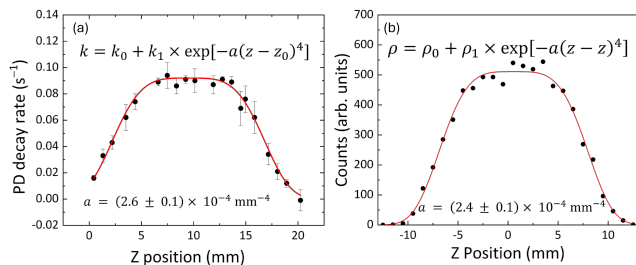 (a)
k = k₀ + k₁ × exp[−a(z − z₀)⁴]
PD decay rate (s⁻¹)
0.14
0.12
0.10
0.08
0.06
0.04
0.02
0.00
-0.02
a = (2.6 ± 0.1) × 10⁻⁴ mm⁻⁴
0 5 10 15 20
Z position (mm)
(b)
ρ = ρ₀ + ρ₁ × exp[−a(z − z)⁴]
Counts (arb. units)
800
700
600
500
400
300
200
100
0
a = (2.4 ± 0.1) × 10⁻⁴ mm⁻⁴
-10 -5 0 5 10
Z Position (mm)